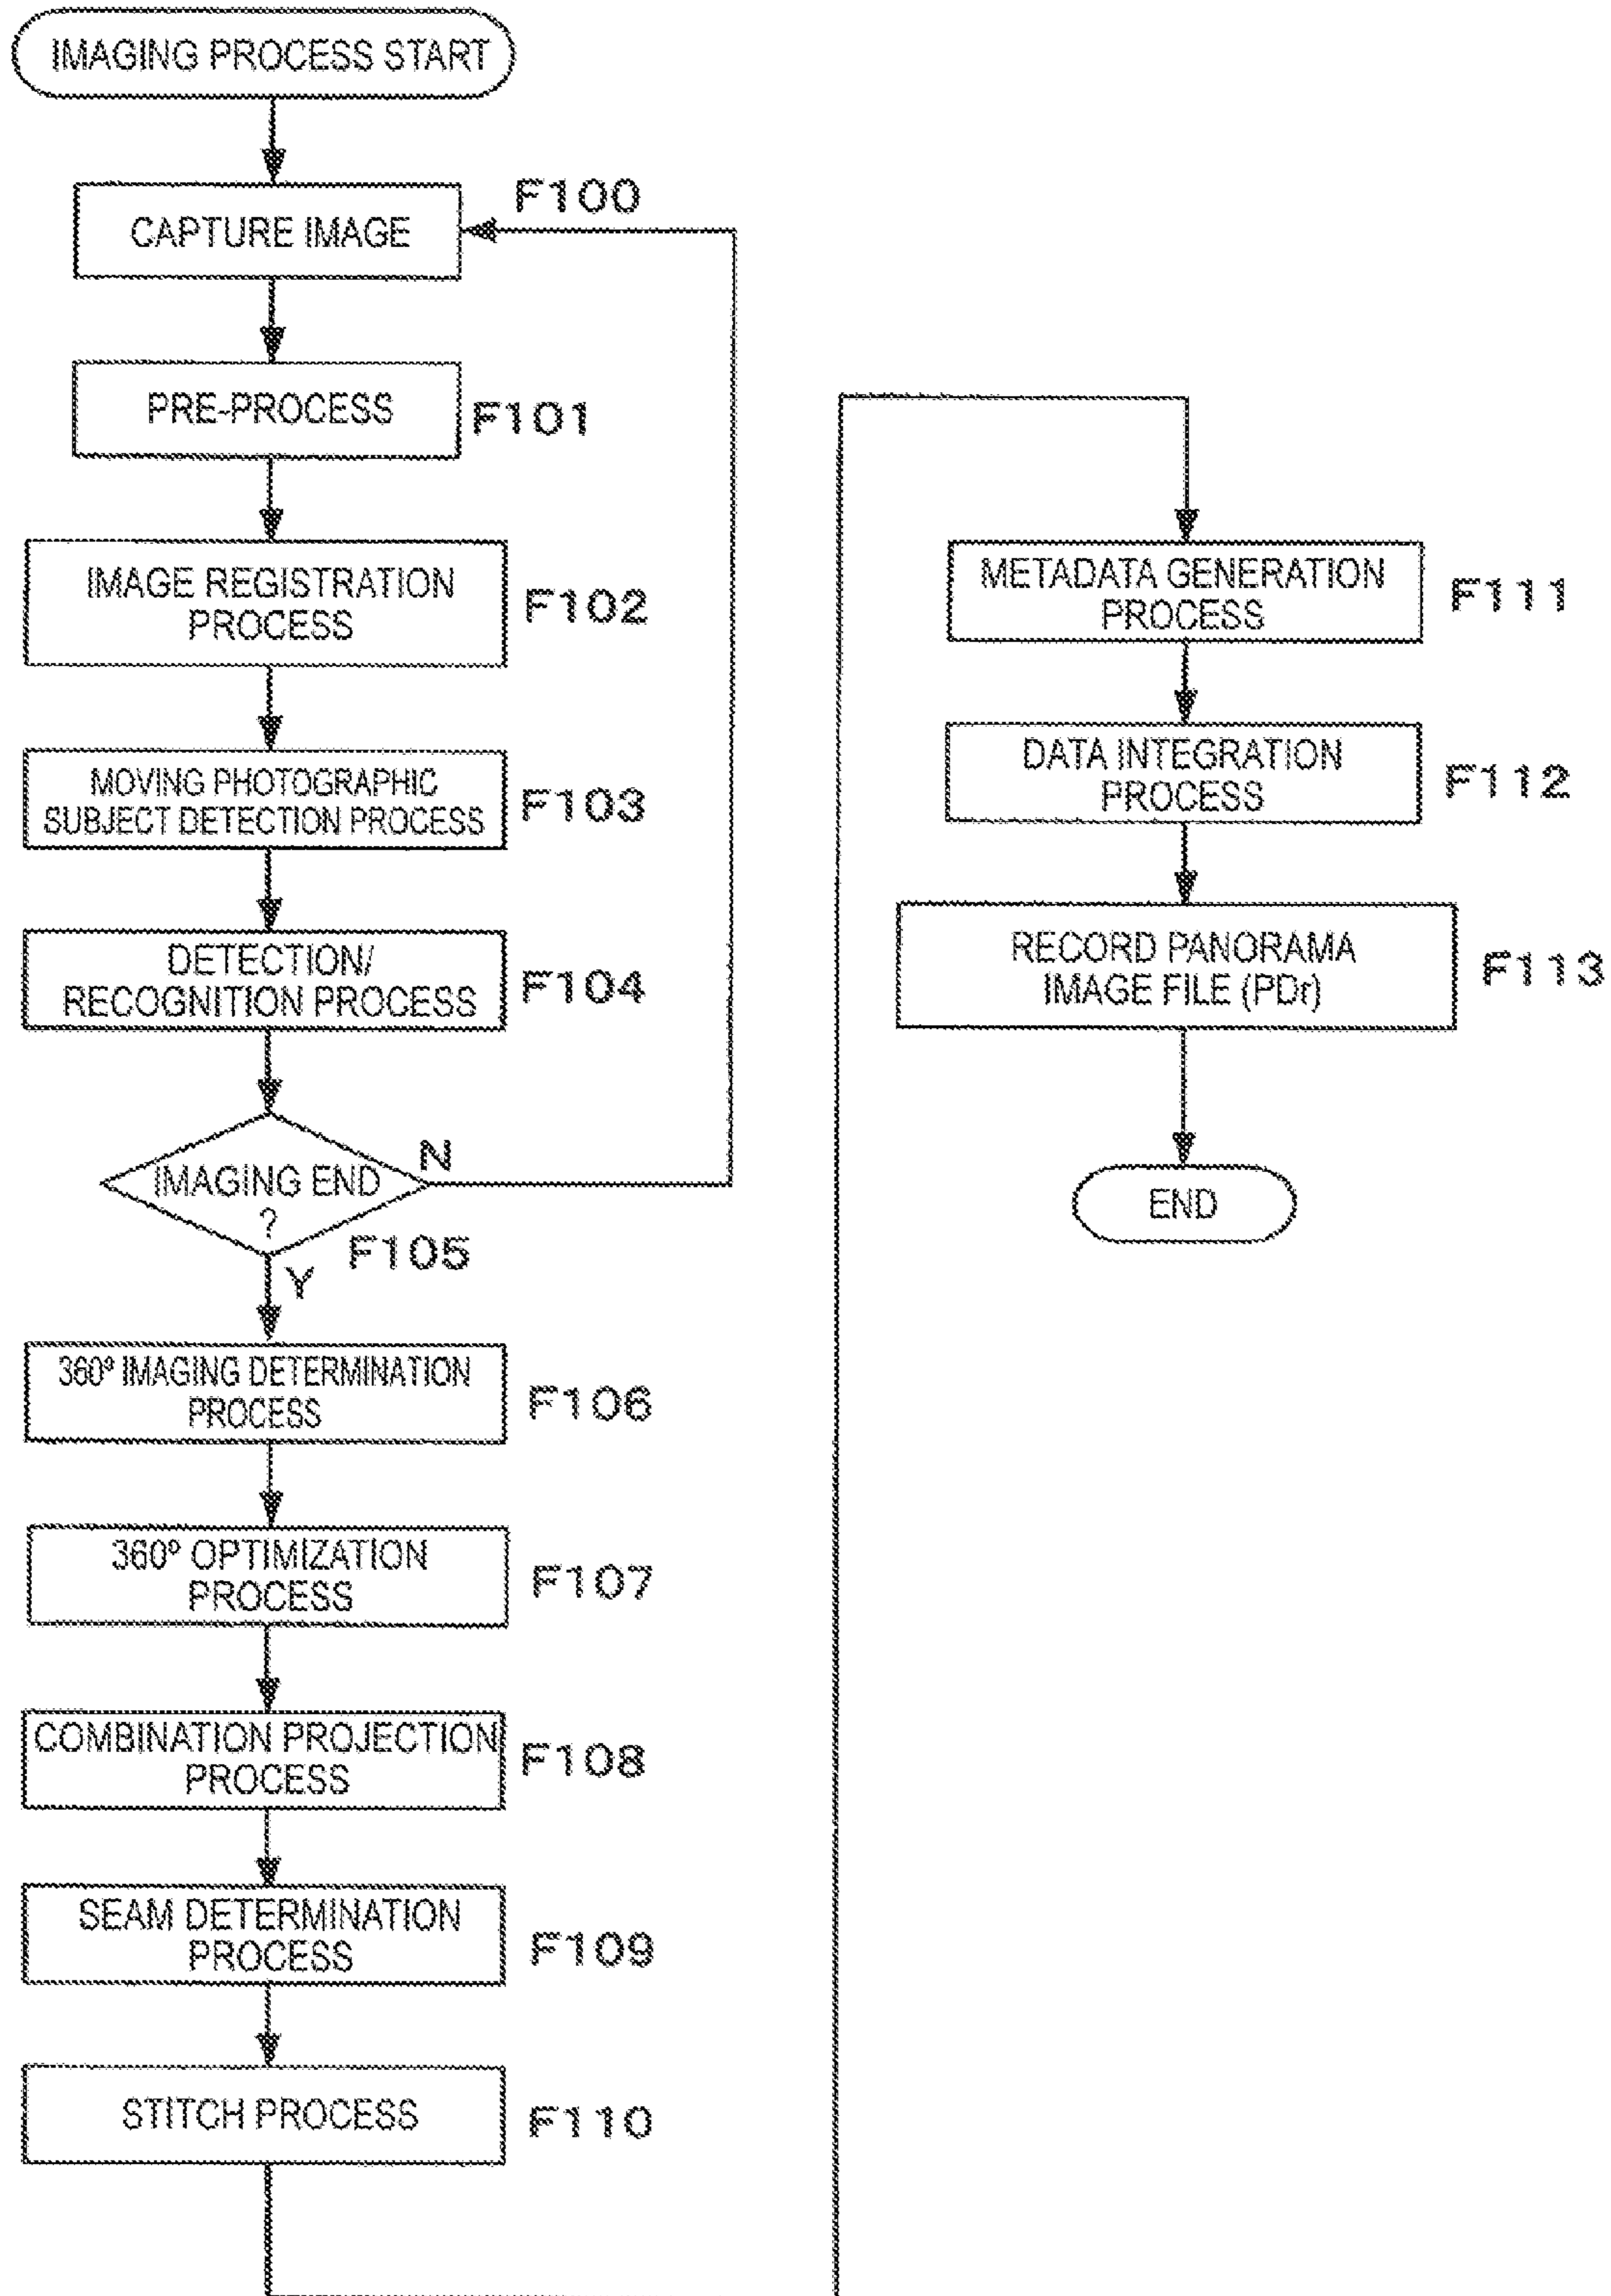 IMAGING PROCESS START
CAPTURE IMAGE
F100
PRE-PROCESS
F101
IMAGE REGISTRATION
PROCESS
F102
MOVING PHOTOGRAPHIC
SUBJECT DETECTION PROCESS
F103
DETECTION/
RECOGNITION PROCESS
F104
IMAGING END
?
N
F105
Y
360º IMAGING DETERMINATION
PROCESS
F106
360º OPTIMIZATION
PROCESS
F107
COMBINATION PROJECTION
PROCESS
F108
SEAM DETERMINATION
PROCESS
F109
STITCH PROCESS
F110
METADATA GENERATION
PROCESS
F111
DATA INTEGRATION
PROCESS
F112
RECORD PANORAMA
IMAGE FILE (PDr)
F113
END